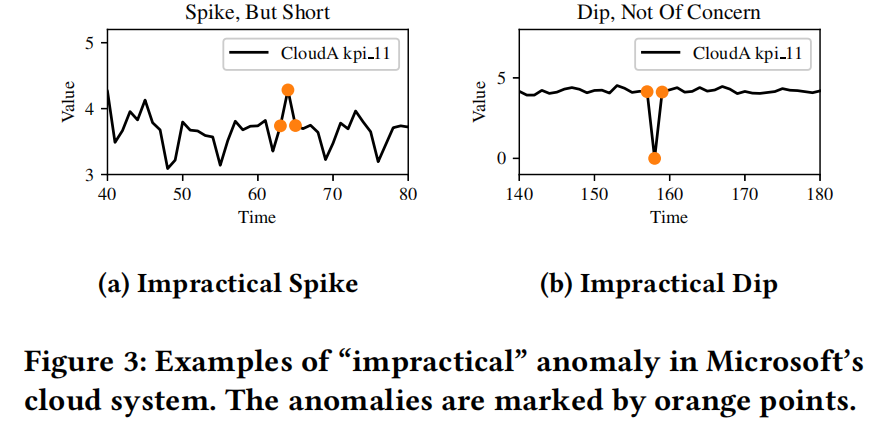 Spike, But Short
5
4
3
Value
CloudA kpi_11
40 50 60 70 80
Time
(a) Impractical Spike
Dip, Not Of Concern
5
0
Value
CloudA kpi_11
140 150 160 170 180
Time
(b) Impractical Dip
Figure 3: Examples of “impractical” anomaly in Microsoft’s
cloud system. The anomalies are marked by orange points.